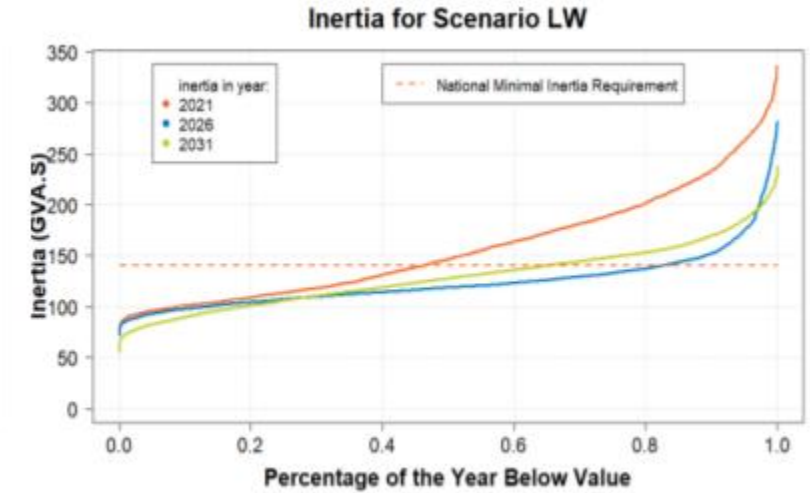 Inertia for Scenario LW
350
300
250
200
150
100
50
0
Inertia (GVA.S)
inertia in year:
2021
2026
2031
National Minimal Inertia Requirement
0.0 0.2 0.4 0.6 0.8 1.0
Percentage of the Year Below Value